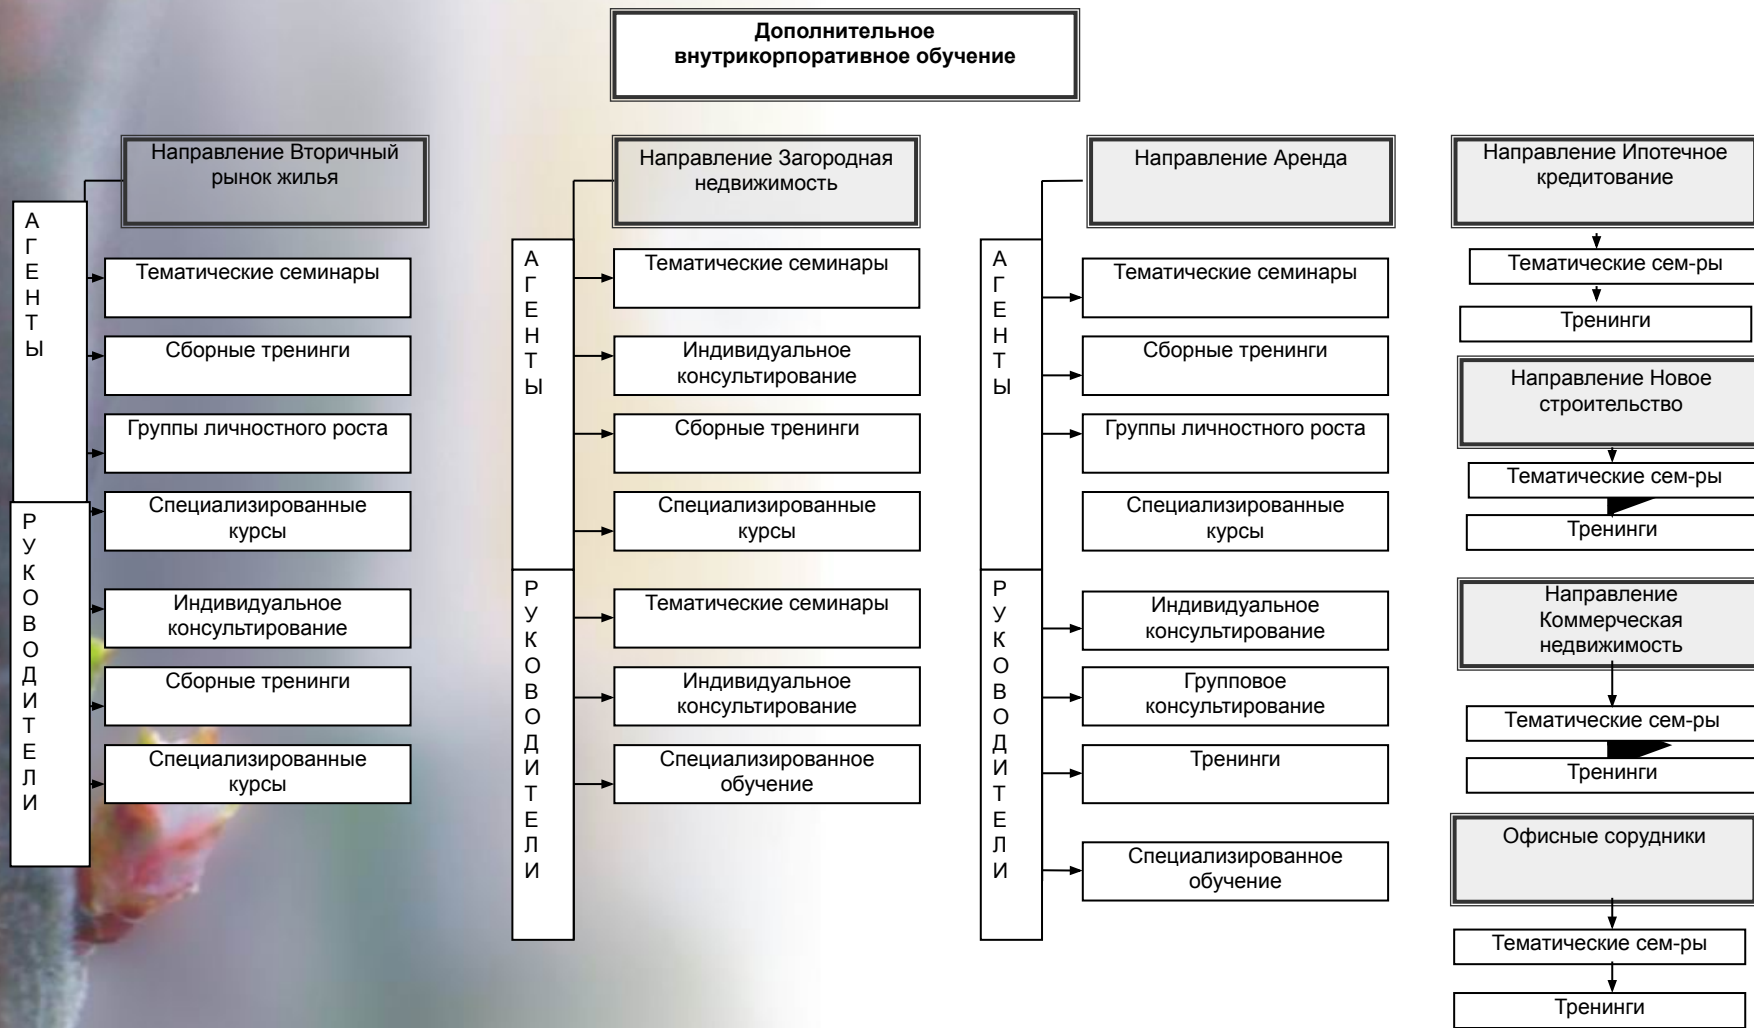 Дополнительное
внутрикорпоративное обучение
Направление Вторичный
рынок жилья
А
Г
Е
Н
Т
Ы
Тематические семинары
Сборные тренинги
Группы личностного роста
Специализированные
курсы
Р
У
К
О
В
О
Д
И
Т
Е
Л
И
Индивидуальное
консультирование
Сборные тренинги
Специализированные
курсы
Направление Загородная
недвижимость
А
Г
Е
Н
Т
Ы
Тематические семинары
Индивидуальное
консультирование
Сборные тренинги
Специализированные
курсы
Р
У
К
О
В
О
Д
И
Т
Е
Л
И
Тематические семинары
Индивидуальное
консультирование
Специализированное
обучение
Направление Аренда
А
Г
Е
Н
Т
Ы
Тематические семинары
Сборные тренинги
Группы личностного роста
Специализированные
курсы
Р
У
К
О
В
О
Д
И
Т
Е
Л
И
Индивидуальное
консультирование
Групповое
консультирование
Тренинги
Специализированное
обучение
Направление Ипотечное
кредитование
Тематические сем-ры
Тренинги
Направление Новое
строительство
Тематические сем-ры
Тренинги
Направление
Коммерческая
недвижимость
Тематические сем-ры
Тренинги
Офисные сорудники
Тематические сем-ры
Тренинги